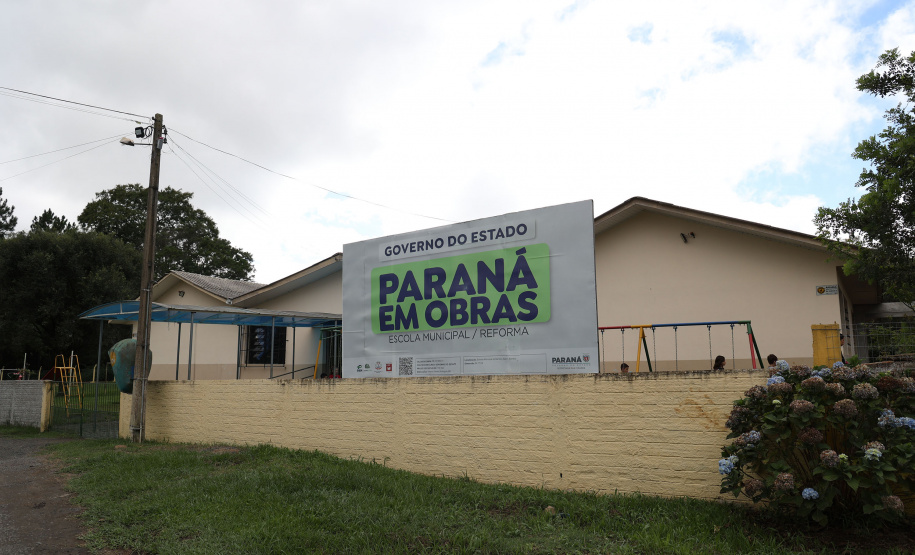 GOVERNO DO ESTADO
PARANÁ
EM OBRAS
ESCOLA MUNICIPAL / REFORMA
PARANÁ